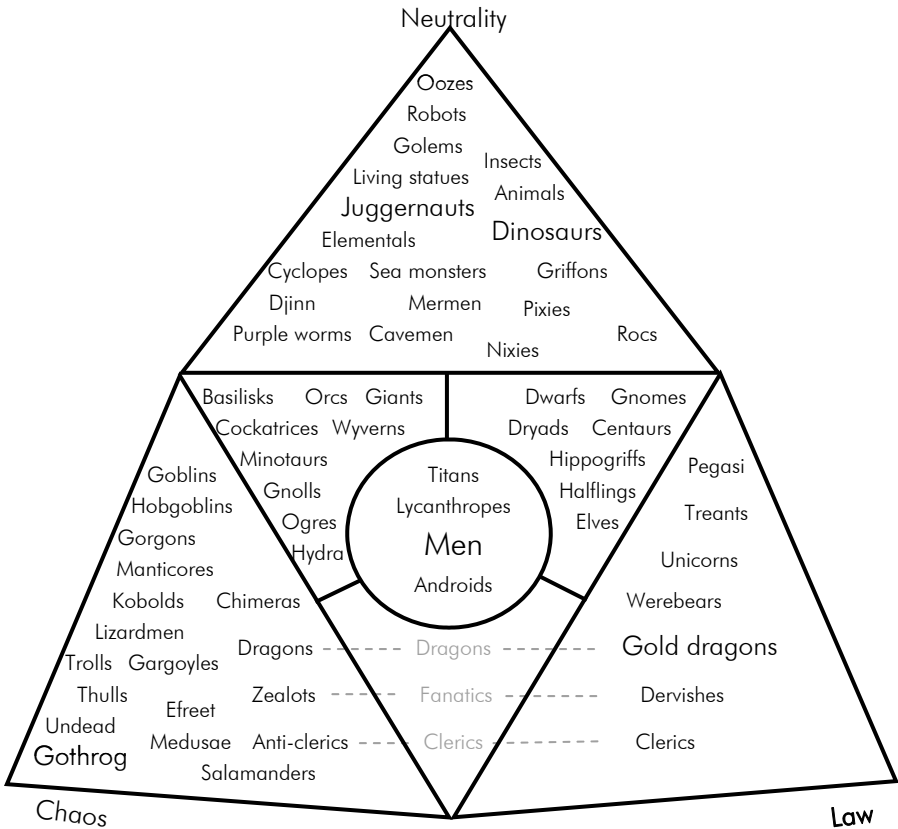 Neutrality
Oozes
Robots
Golems
Insects
Living statues
Animals
Juggernauts
Dinosaurs
Elementals
Cyclopes Sea monsters Griffons
Djinn Mermen Pixies
Purple worms Cavemen Rocs
Nixies
Basilisks Orcs Giants
Cockatrices Wyverns
Minotaurs
Gnolls
Ogres
Hydra
Dwarfs Gnomes
Dryads Centaurs
Hippogriffs
Halflings
Elves
Titans
Lycanthropes
Men
Androids
Goblins
Hobgoblins
Gorgons
Manticores
Kobolds Chimeras
Lizardmen
Trolls Gargoyles
Thulls
Efreet
Undead
Gothrog
Medusae
Salamanders
Pegasi
Treants
Unicorns
Werebears
Dragons Dragons Gold dragons
Zealots Fanatics Dervishes
Anti-clerics Clerics Clerics
Chaos
Law